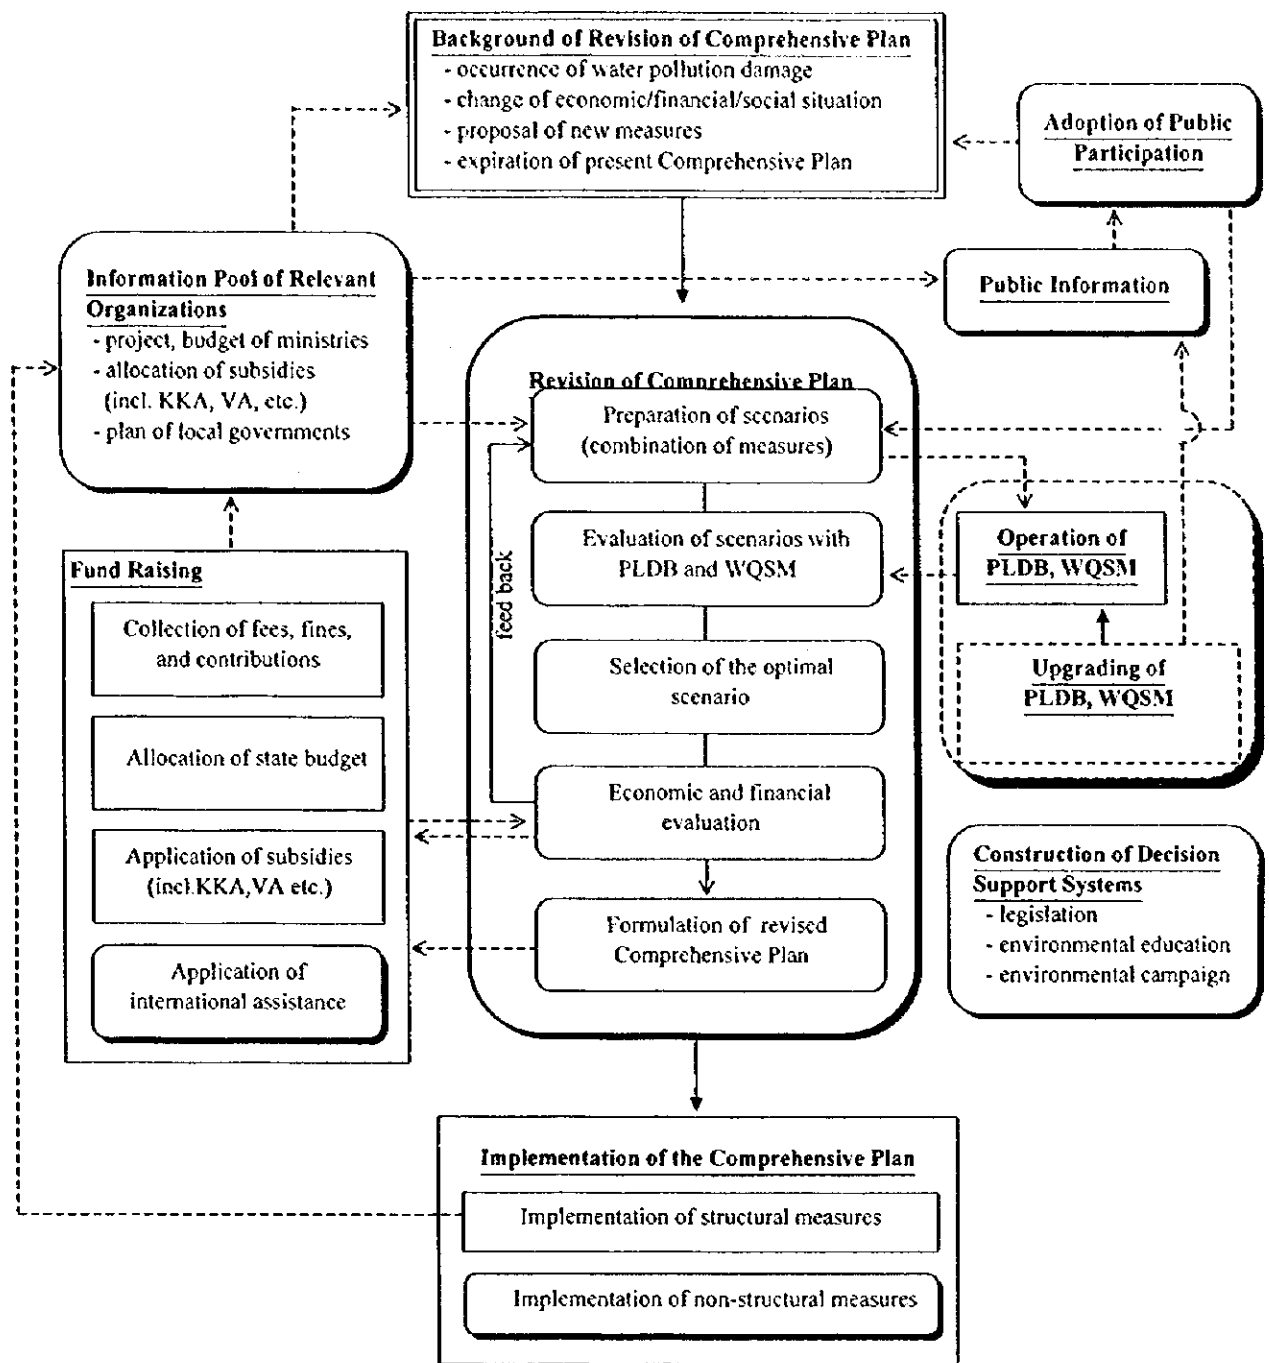 Background of Revision of Comprehensive Plan
- occurrence of water pollution damage
- change of economic/financial/social situation
- proposal of new measures
- expiration of present Comprehensive Plan
Adoption of Public
Participation
Information Pool of Relevant
Organizations
- project, budget of ministries
- allocation of subsidies
(incl. KKA, VA, etc.)
- plan of local governments
Public Information
Revision of Comprehensive Plan
Preparation of scenarios
(combination of measures)
Evaluation of scenarios with
PLDB and WQSM
Selection of the optimal
scenario
Economic and financial
evaluation
Formulation of revised
Comprehensive Plan
feed back
Operation of
PLDB, WQSM
Upgrading of
PLDB, WQSM
Fund Raising
Collection of fees, fines,
and contributions
Allocation of state budget
Application of subsidies
(incl.KKA,VA etc.)
Application of
international assistance
Construction of Decision
Support Systems
- legislation
- environmental education
- environmental campaign
Implementation of the Comprehensive Plan
Implementation of structural measures
Implementation of non-structural measures